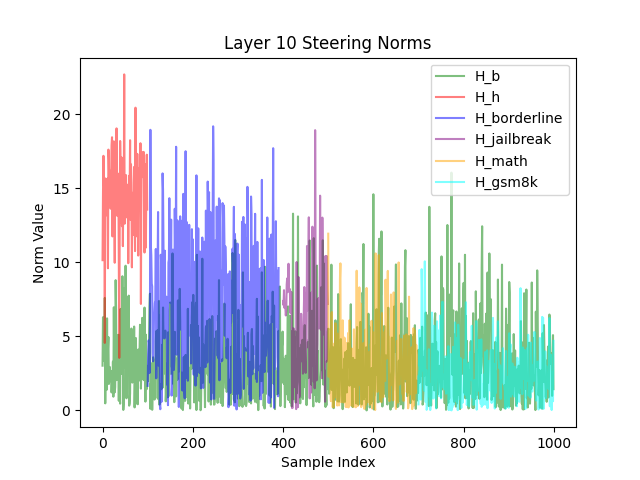 Layer 10 Steering Norms
H_b
H_h
H_borderline
H_jailbreak
H_math
H_gsm8k
Norm Value
20
15
10
5
0
0
200
400
600
800
1000
Sample Index